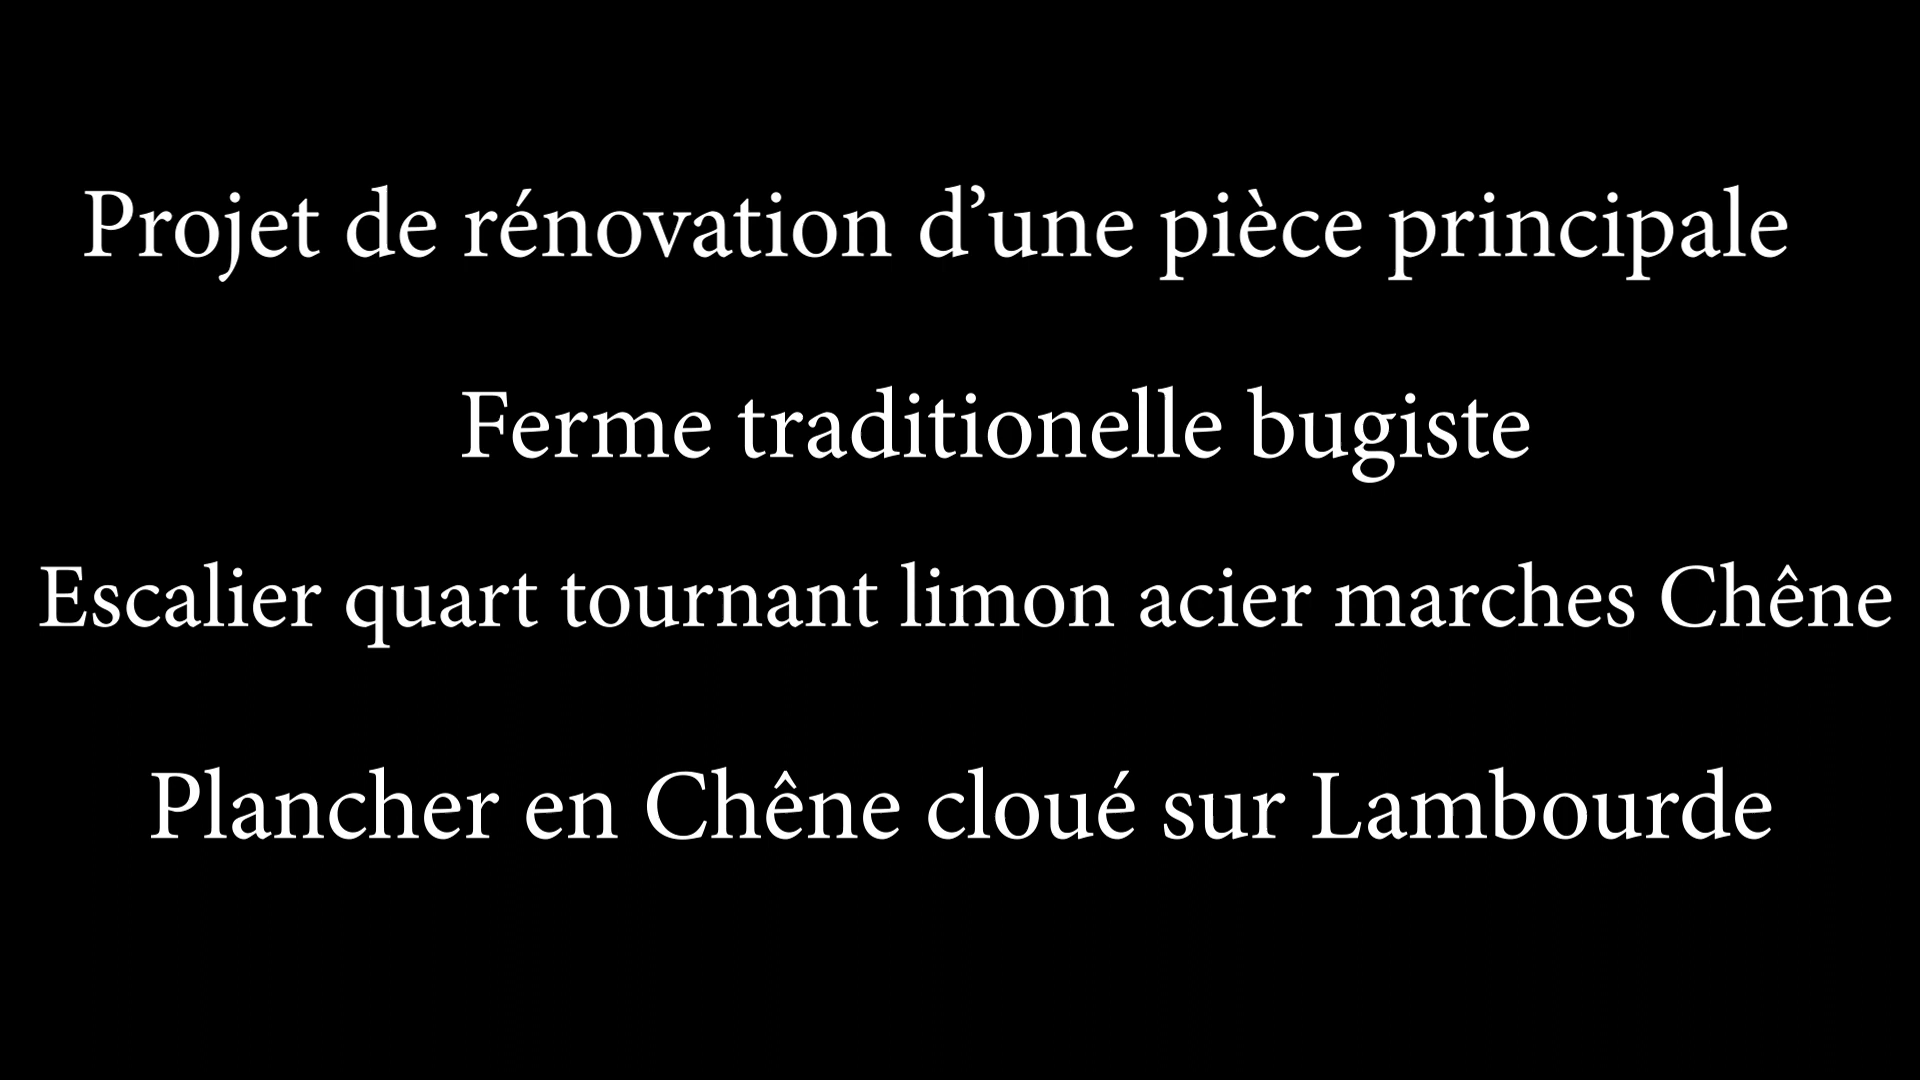 Projet de rénovation d’une pièce principale
Ferme traditionelle bugiste
Escalier quart tournant limon acier marches Chêne
Plancher en Chêne cloué sur Lambourde